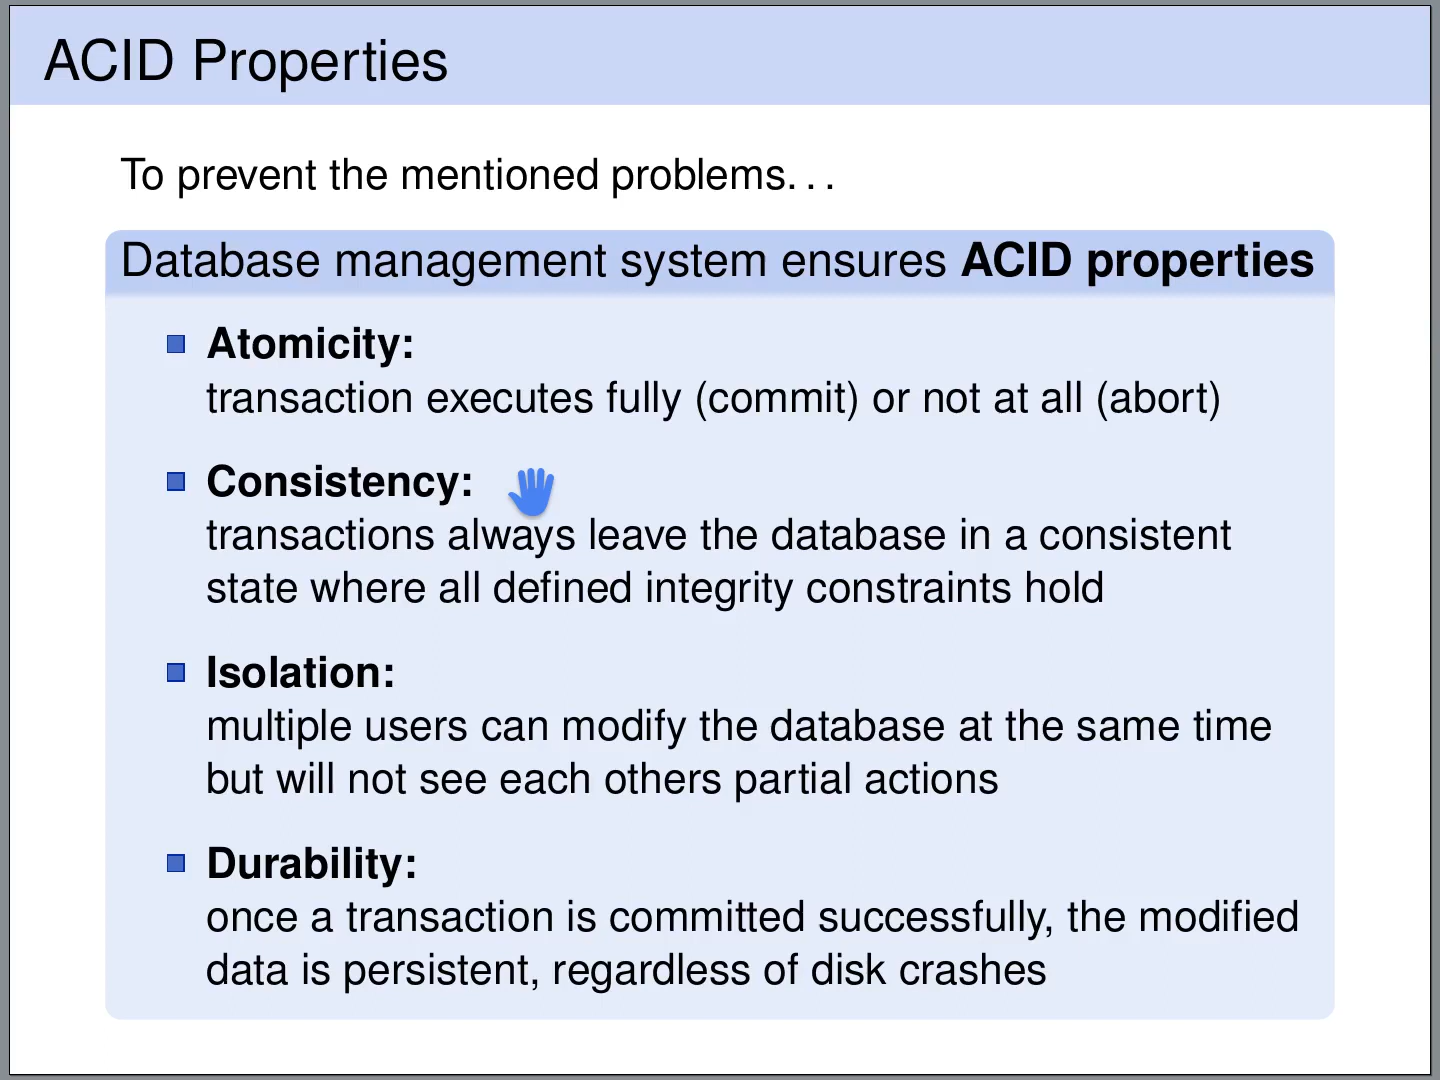 ACID Properties
To prevent the mentioned problems. . .
Database management system ensures ACID properties
Atomicity:
transaction executes fully (commit) or not at all (abort)
Consistency:
transactions always leave the database in a consistent
state where all defined integrity constraints hold
Isolation:
multiple users can modify the database at the same time
but will not see each others partial actions
Durability:
once a transaction is committed successfully, the modified
data is persistent, regardless of disk crashes